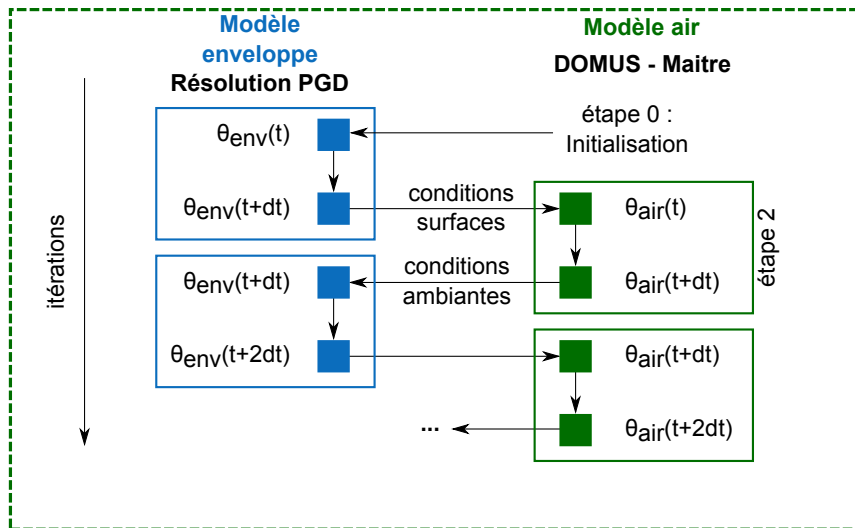 Modèle
enveloppe
Résolution PGD
Modèle air
DOMUS - Maitre
étape 0 :
Initialisation
θenv(t)
θenv(t+dt)
conditions
surfaces
θair(t)
θair(t+dt)
étape 2
itérations
θenv(t+dt)
conditions
ambiantes
θenv(t+2dt)
θair(t+dt)
θair(t+2dt)
...